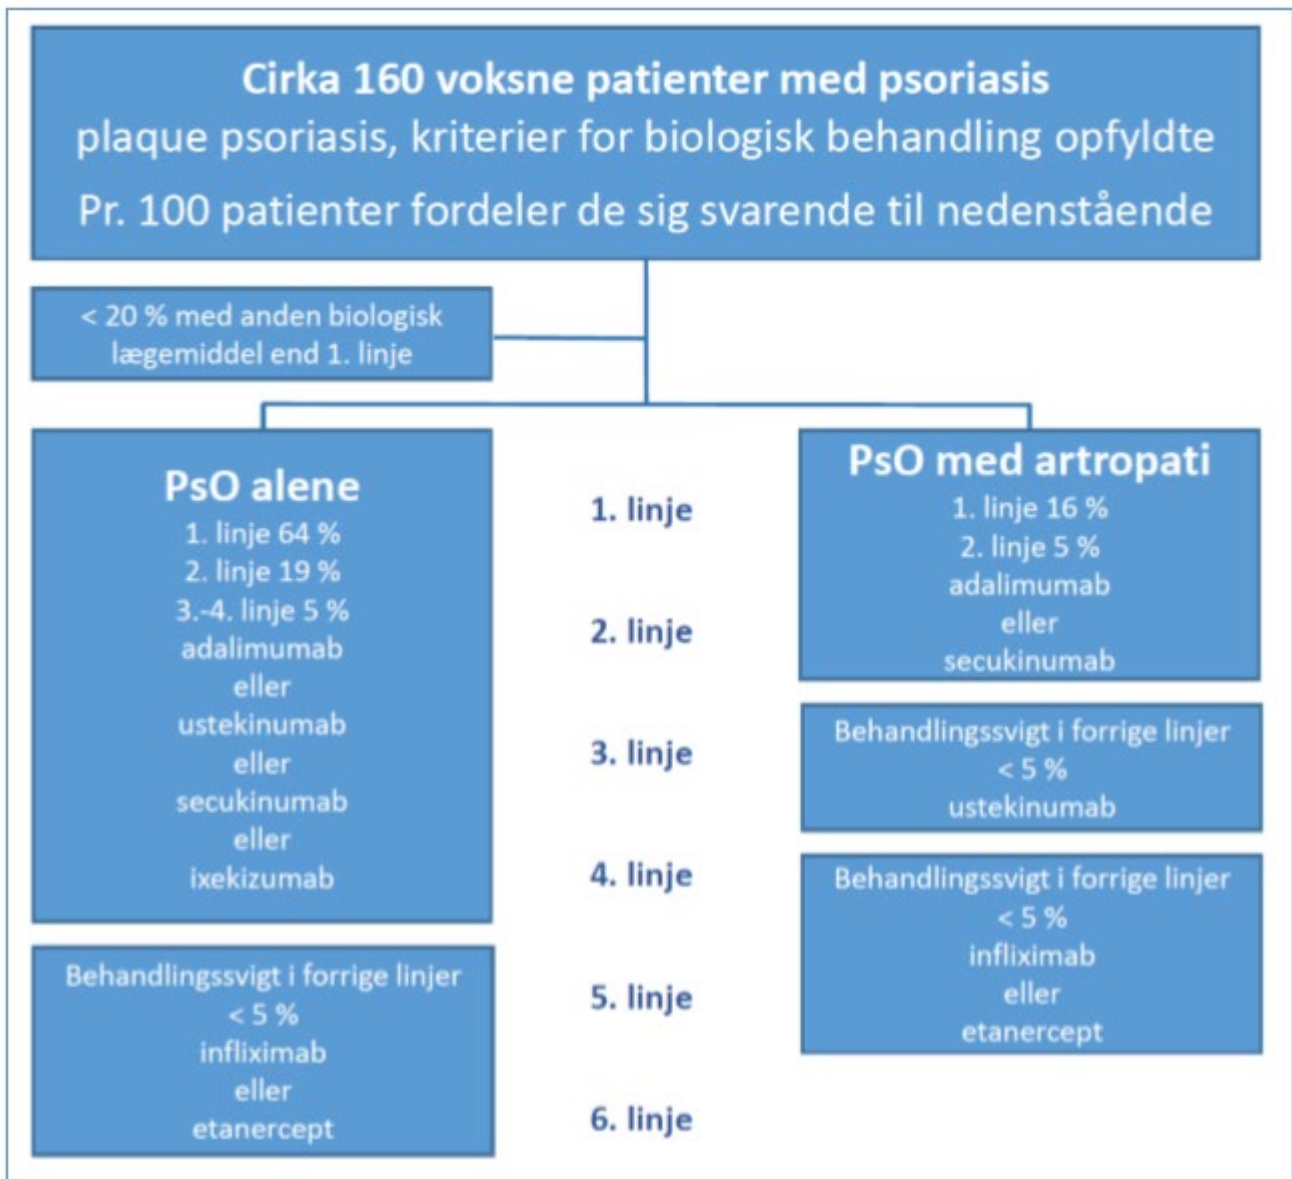 Cirka 160 voksne patienter med psoriasis
plaque psoriasis, kriterier for biologisk behandling opfyldte
Pr. 100 patienter fordeler de sig svarende til nedenstående
< 20 % med anden biologisk
lægemiddel end 1. linje
PsO alene
1. linje 64 %
2. linje 19 %
3.-4. linje 5 %
adalimumab
eller
ustekinumab
eller
secukinumab
eller
ixekizumab
Behandlingssvigt i forrige linjer
< 5 %
infliximab
eller
etanercept
1. linje
2. linje
3. linje
4. linje
5. linje
6. linje
PsO med artropati
1. linje 16 %
2. linje 5 %
adalimumab
eller
secukinumab
Behandlingssvigt i forrige linjer
< 5 %
ustekinumab
Behandlingssvigt i forrige linjer
< 5 %
infliximab
eller
etanercept